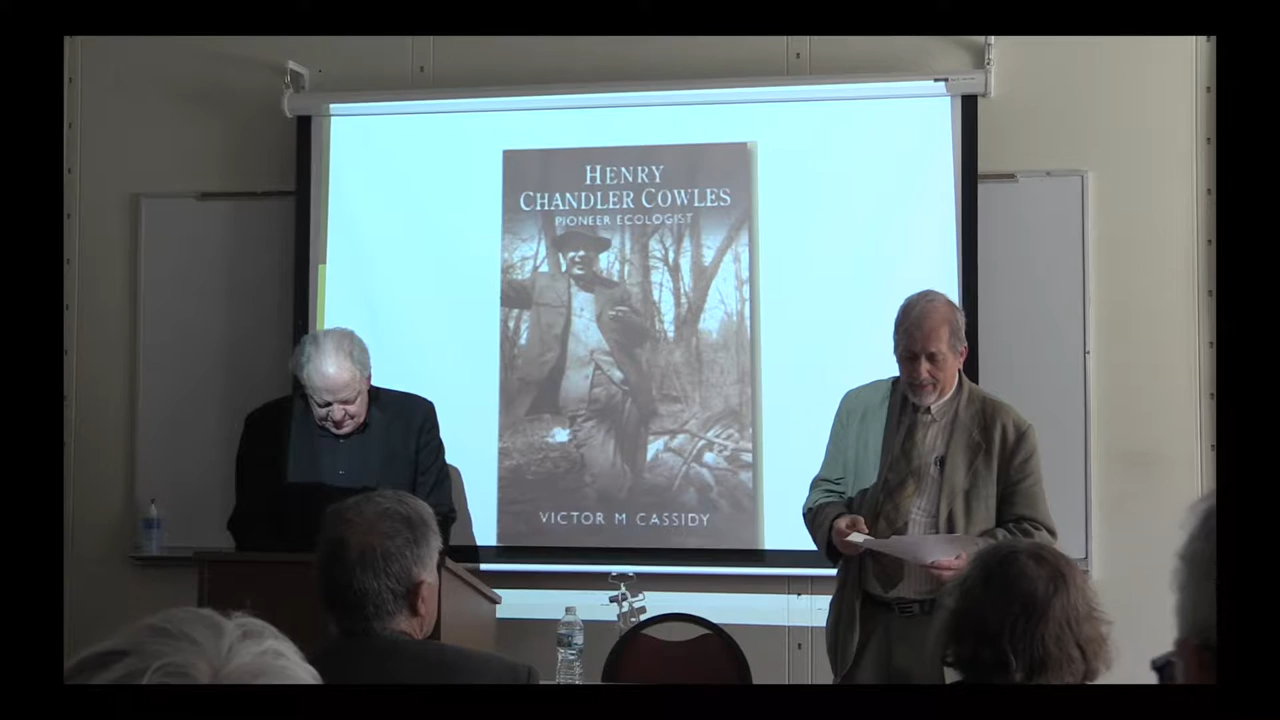 HENRY
CHANDLER COWLES
PIONEER ECOLOGIST
VICTOR M CASSIDY